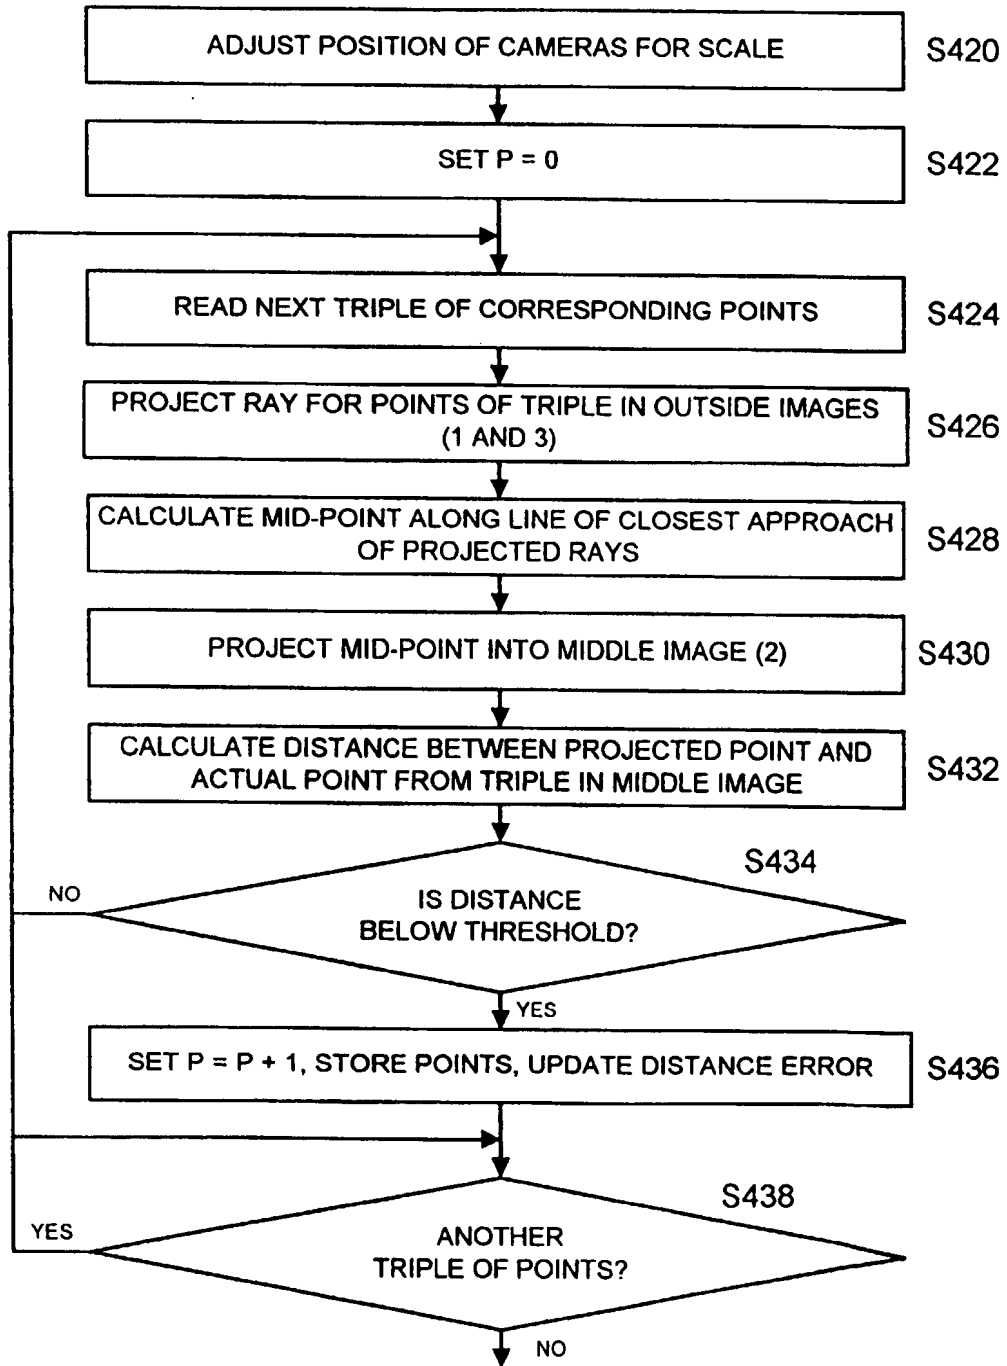 ADJUST POSITION OF CAMERAS FOR SCALE
S420
SET P = 0
S422
READ NEXT TRIPLE OF CORRESPONDING POINTS
S424
PROJECT RAY FOR POINTS OF TRIPLE IN OUTSIDE IMAGES
(1 AND 3)
S426
CALCULATE MID-POINT ALONG LINE OF CLOSEST APPROACH
OF PROJECTED RAYS
S428
PROJECT MID-POINT INTO MIDDLE IMAGE (2)
S430
CALCULATE DISTANCE BETWEEN PROJECTED POINT AND
ACTUAL POINT FROM TRIPLE IN MIDDLE IMAGE
S432
S434
NO
IS DISTANCE
BELOW THRESHOLD?
YES
SET P = P + 1, STORE POINTS, UPDATE DISTANCE ERROR
S436
S438
YES
ANOTHER
TRIPLE OF POINTS?
NO